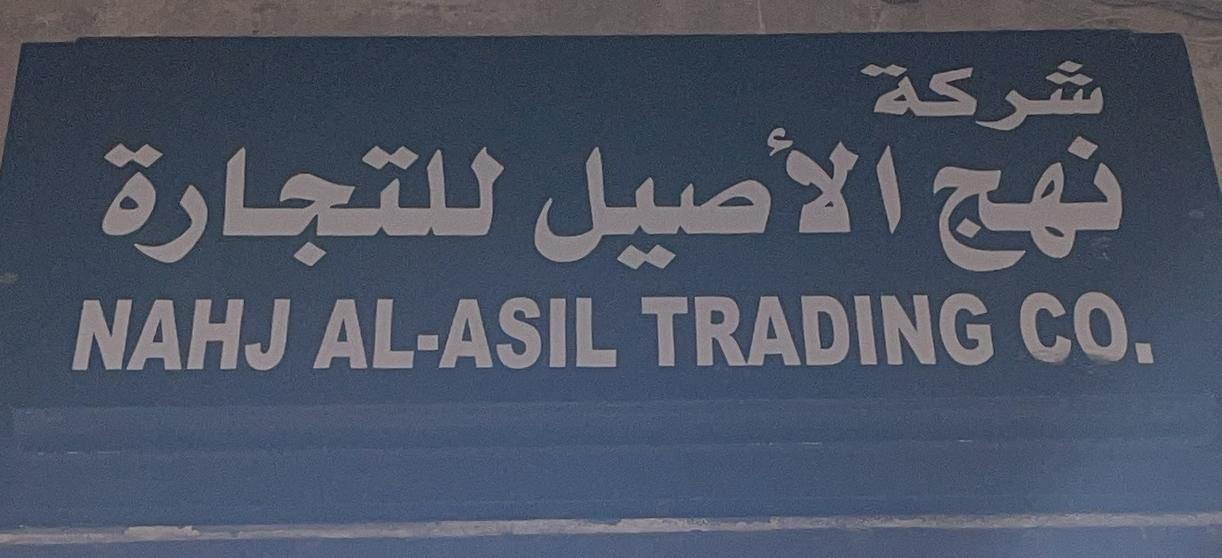 شركة
نهج الأصيل للتجارة
NAHJ AL-ASIL TRADING CO.